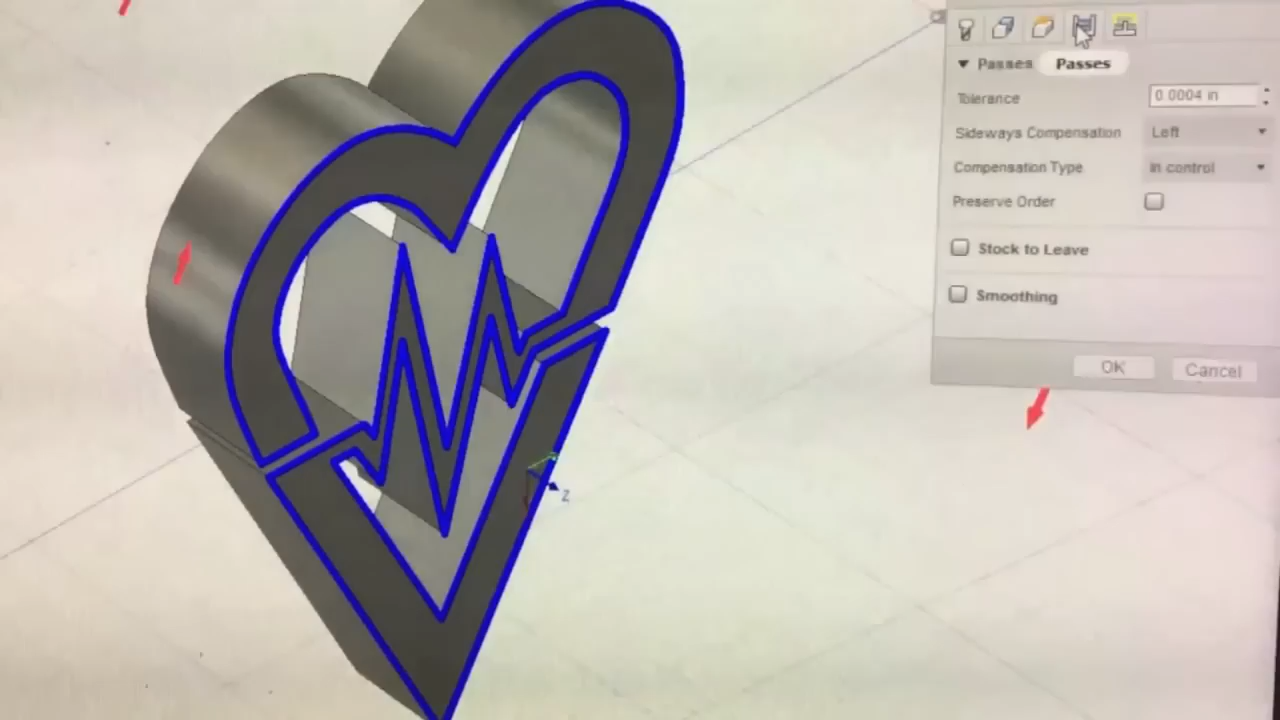 Passes Passes
Tolerance 0.0004 in
Sideways Compensation Left
Compensation Type In control
Preserve Order
Stock to Leave
Smoothing
OK Cancel
Z